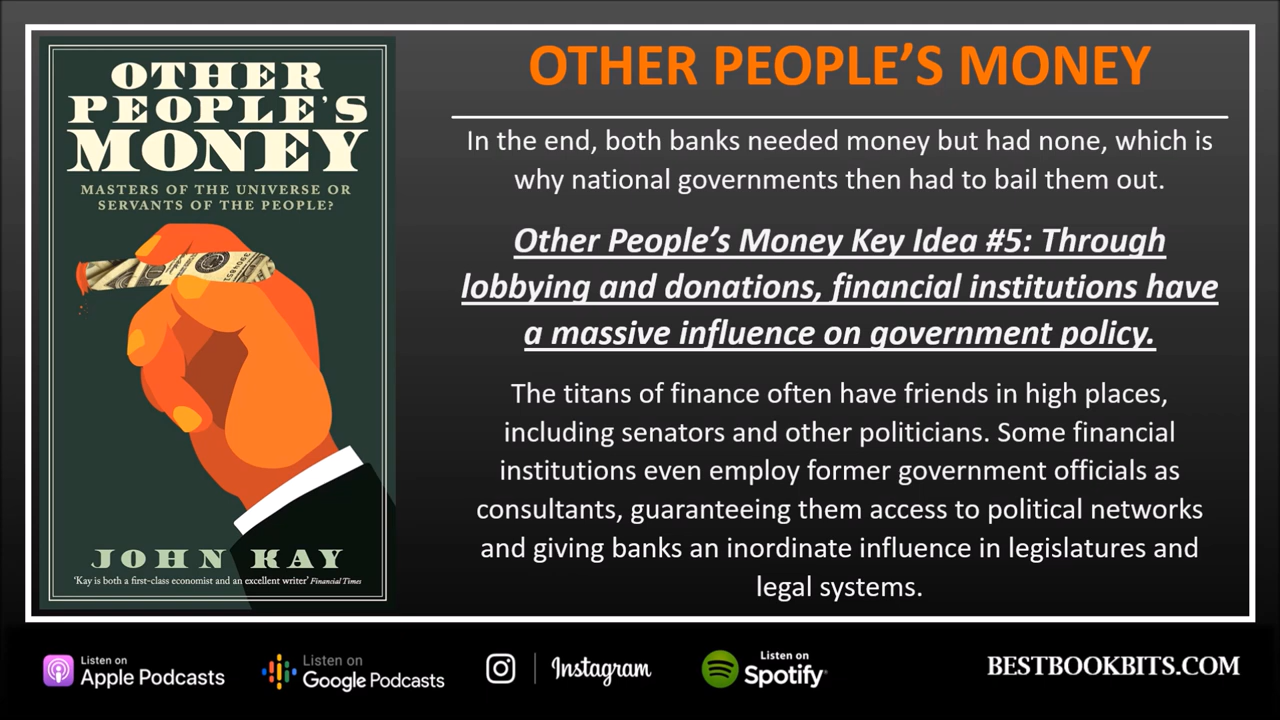 OTHER
PEOPLE'S
MONEY
MASTERS OF THE UNIVERSE OR
SERVANTS OF THE PEOPLE?
JOHN KAY
'Kay is both a first-class economist and an excellent writer' Financial Times
OTHER PEOPLE'S MONEY
In the end, both banks needed money but had none, which is
why national governments then had to bail them out.
Other People's Money Key Idea #5: Through
lobbying and donations, financial institutions have
a massive influence on government policy.
The titans of finance often have friends in high places,
including senators and other politicians. Some financial
institutions even employ former government officials as
consultants, guaranteeing them access to political networks
and giving banks an inordinate influence in legislatures and
legal systems.
Listen on
Apple Podcasts
Listen on
Google Podcasts
Instagram
Listen on
Spotify
BESTBOOKBITS.COM